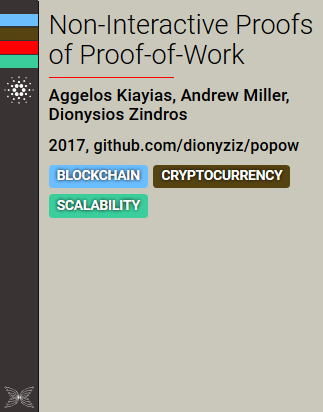 Non-Interactive Proofs
of Proof-of-Work
Aggelos Kiayias, Andrew Miller,
Dionysios Zindros
2017, github.com/dionyziz/popow
BLOCKCHAIN CRYPTOCURRENCY
SCALABILITY